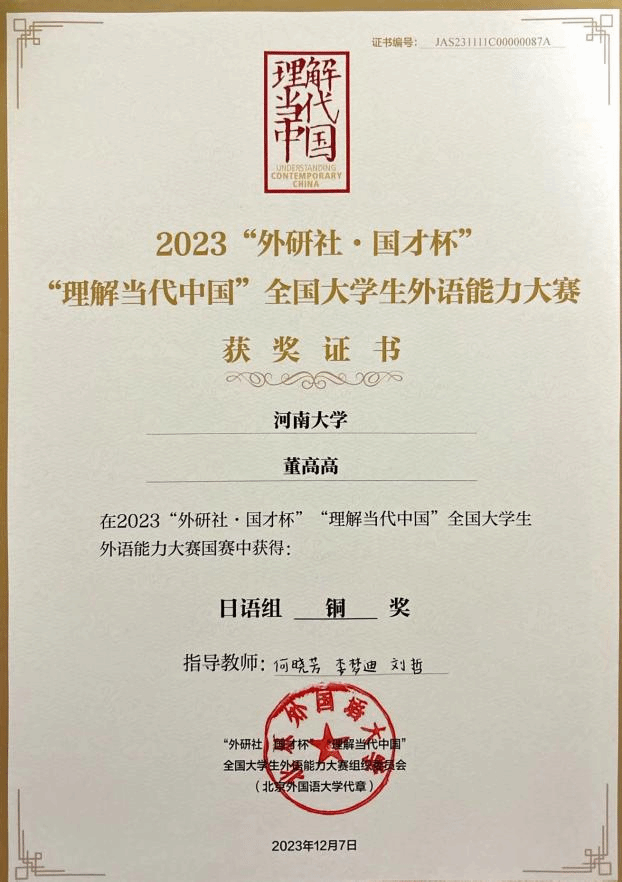 证书编号: JAS231111C00000087A
理解
当代
中国
UNDERSTANDING
CONTEMPORARY
CHINA
2023“外研社·国才杯”
“理解当代中国”全国大学生外语能力大赛
获奖证书
河南大学
董高高
在2023“外研社·国才杯”“理解当代中国”全国大学生
外语能力大赛国赛中获得:
日语组 铜 奖
指导教师: 何晓芳 李梦迪 刘哲
北京外国语大学
“外研社·国才杯”“理解当代中国”
全国大学生外语能力大赛组织委员会
(北京外国语大学代章)
2023年12月7日